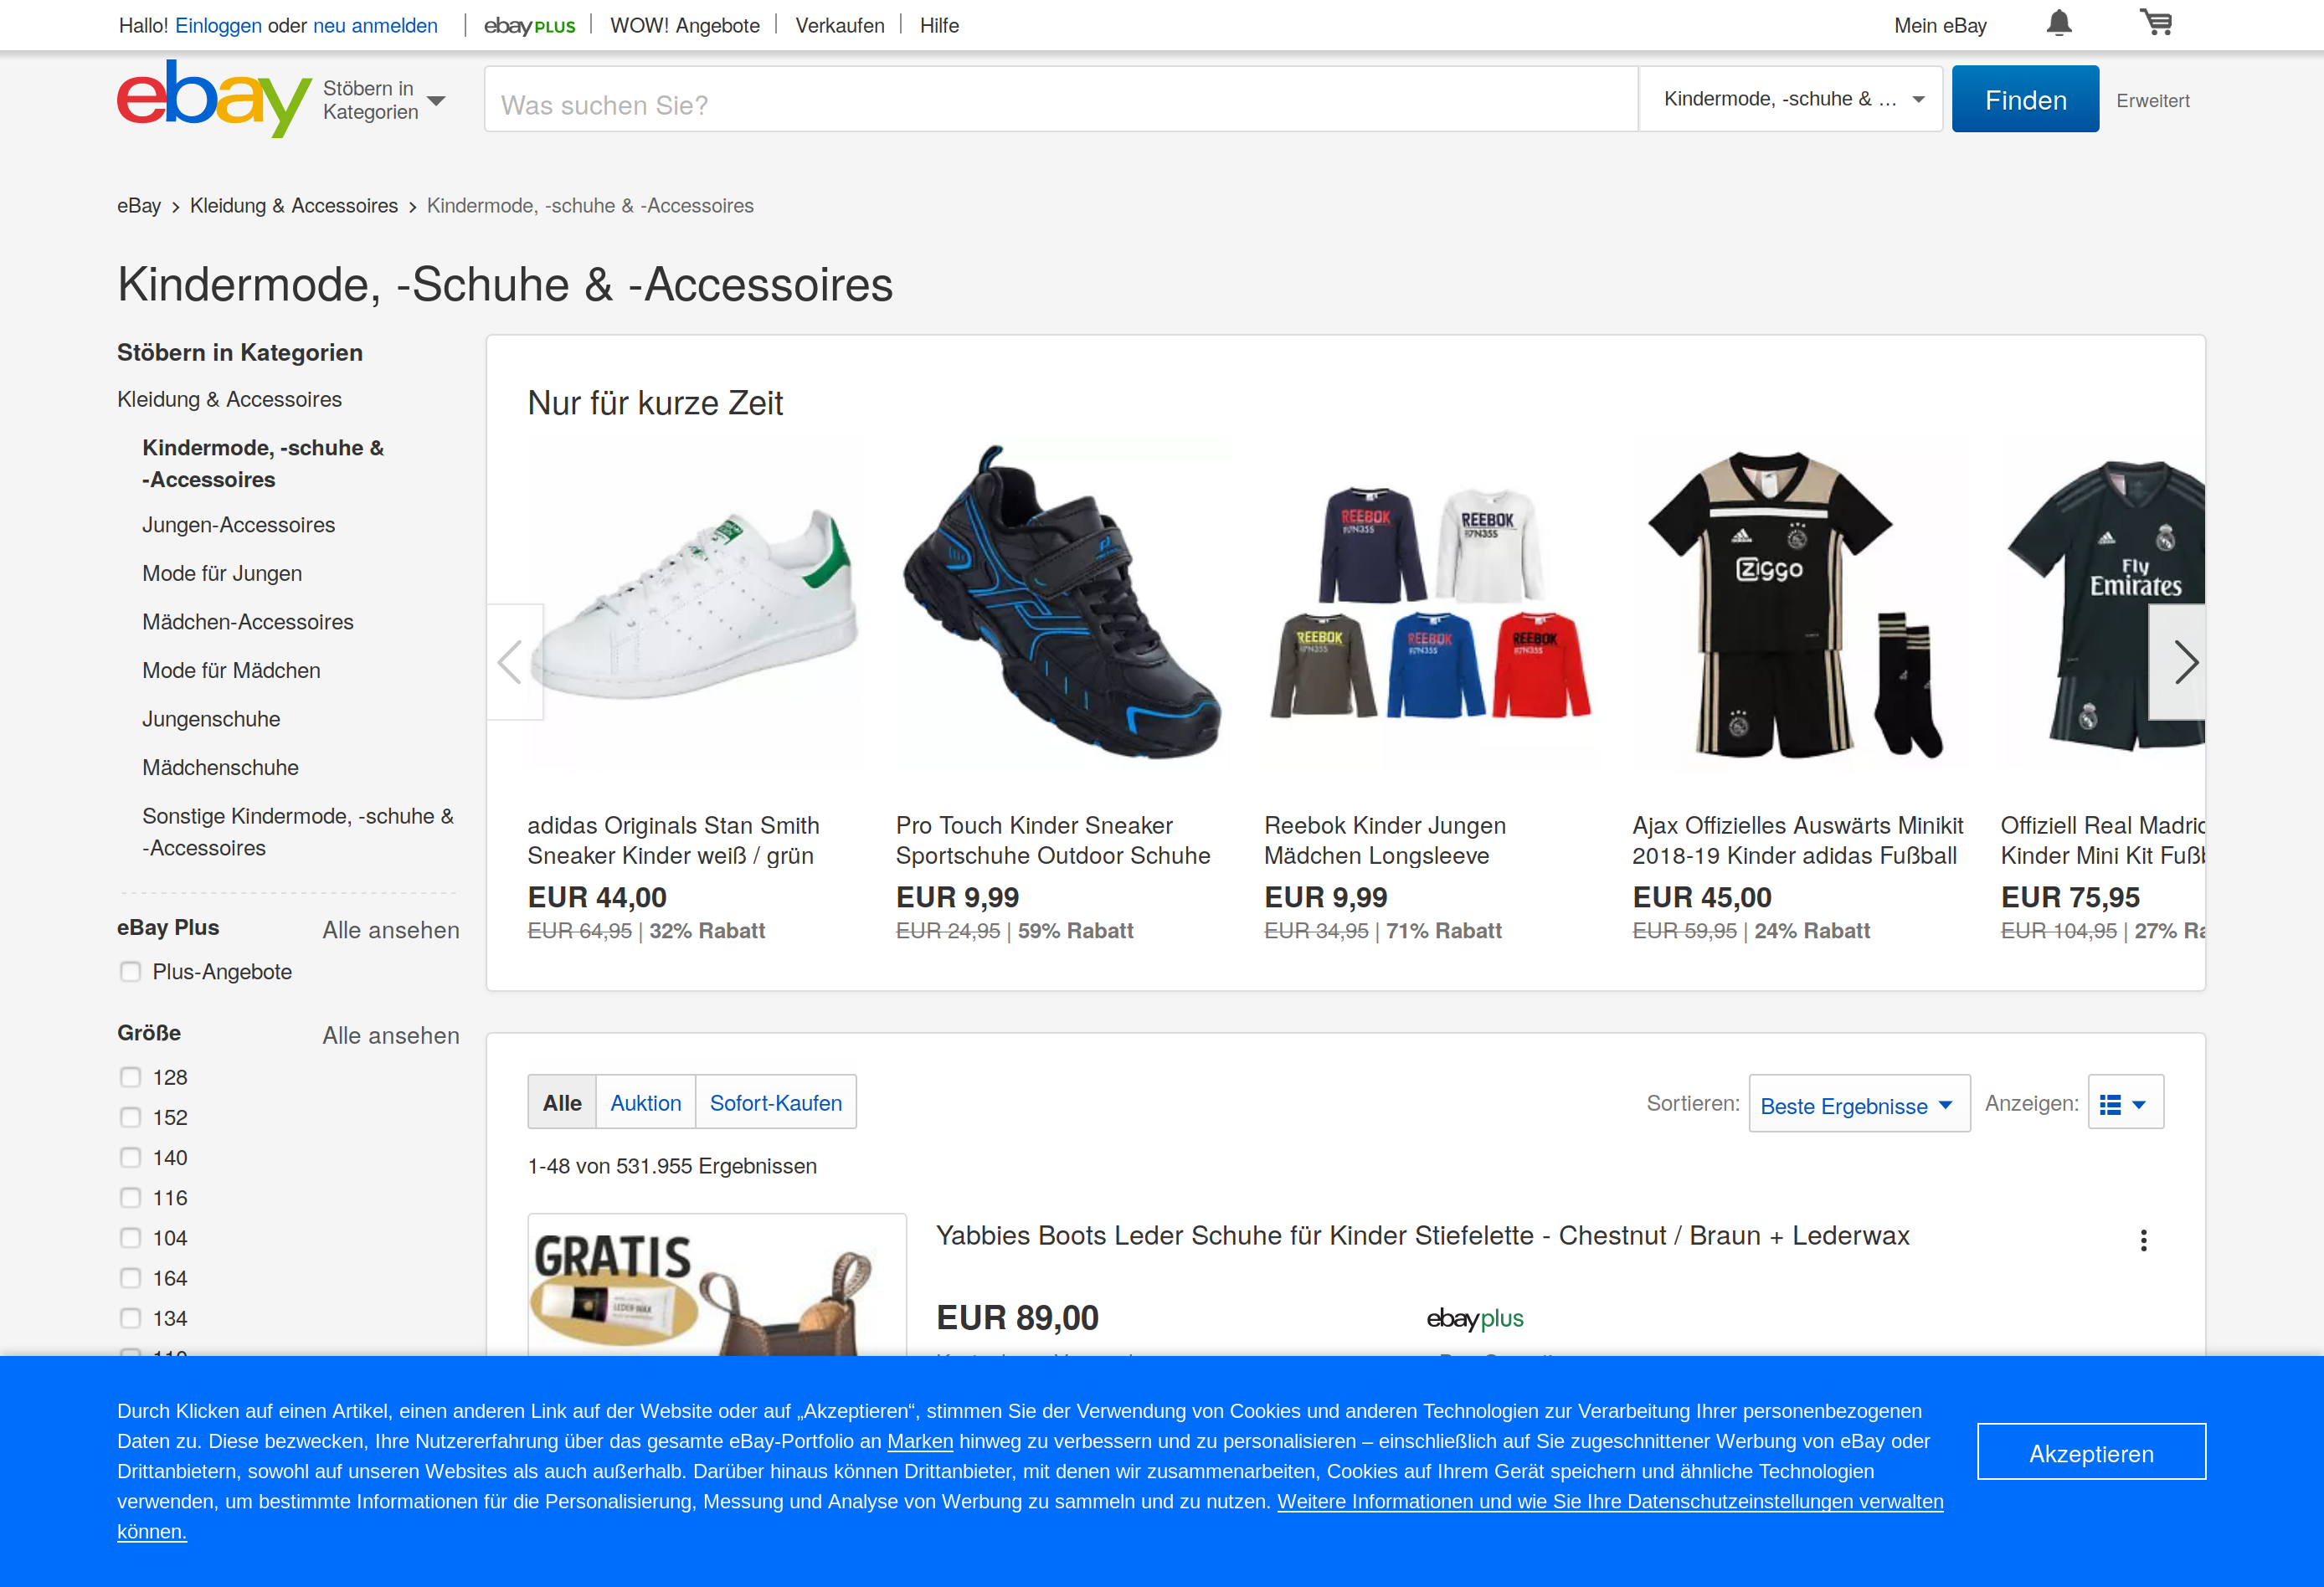 Hallo! Einloggen oder neu anmelden
ebay PLUS
WOW! Angebote
Verkaufen
Hilfe
Mein eBay
ebay
Stöbern in
Kategorien
Was suchen Sie?
Kindermode, -schuhe & ...
Finden
Erweitert
eBay > Kleidung & Accessoires > Kindermode, -schuhe & -Accessoires
Kindermode, -Schuhe & -Accessoires
Stöbern in Kategorien
Kleidung & Accessoires
Kindermode, -schuhe &
-Accessoires
Jungen-Accessoires
Mode für Jungen
Mädchen-Accessoires
Mode für Mädchen
Jungenschuhe
Mädchenschuhe
Sonstige Kindermode, -schuhe &
-Accessoires
eBay Plus
Alle ansehen
Plus-Angebote
Größe
Alle ansehen
128
152
140
116
104
164
134
Nur für kurze Zeit
REEBOK
REEBOK
REEBOK
REEBOK
REEBOK
Ziggo
Fly
Emirates
adidas Originals Stan Smith
Sneaker Kinder weiß / grün
EUR 44,00
EUR 64,95 | 32% Rabatt
Pro Touch Kinder Sneaker
Sportschuhe Outdoor Schuhe
EUR 9,99
EUR 24,95 | 59% Rabatt
Reebok Kinder Jungen
Mädchen Longsleeve
EUR 9,99
EUR 34,95 | 71% Rabatt
Ajax Offizielles Auswärts Minikit
2018-19 Kinder adidas Fußball
EUR 45,00
EUR 59,95 | 24% Rabatt
Offiziell Real Madrid
Kinder Mini Kit
EUR 75,95
EUR 104,95 | 27%
Alle
Auktion
Sofort-Kaufen
Sortieren:
Beste Ergebnisse
Anzeigen:
1-48 von 531.955 Ergebnissen
GRATIS
LEDER-WAX
Yabbies Boots Leder Schuhe für Kinder Stiefelette - Chestnut / Braun + Lederwax
EUR 89,00
ebayplus
Durch Klicken auf einen Artikel, einen anderen Link auf der Website oder auf „Akzeptieren“, stimmen Sie der Verwendung von Cookies und anderen Technologien zur Verarbeitung Ihrer personenbezogenen
Daten zu. Diese bezwecken, Ihre Nutzererfahrung über das gesamte eBay-Portfolio an Marken hinweg zu verbessern und zu personalisieren – einschließlich auf Sie zugeschnittener Werbung von eBay oder
Drittanbietern, sowohl auf unseren Websites als auch außerhalb. Darüber hinaus können Drittanbieter, mit denen wir zusammenarbeiten, Cookies auf Ihrem Gerät speichern und ähnliche Technologien
verwenden, um bestimmte Informationen für die Personalisierung, Messung und Analyse von Werbung zu sammeln und zu nutzen. Weitere Informationen und wie Sie Ihre Datenschutzeinstellungen verwalten
können.
Akzeptieren